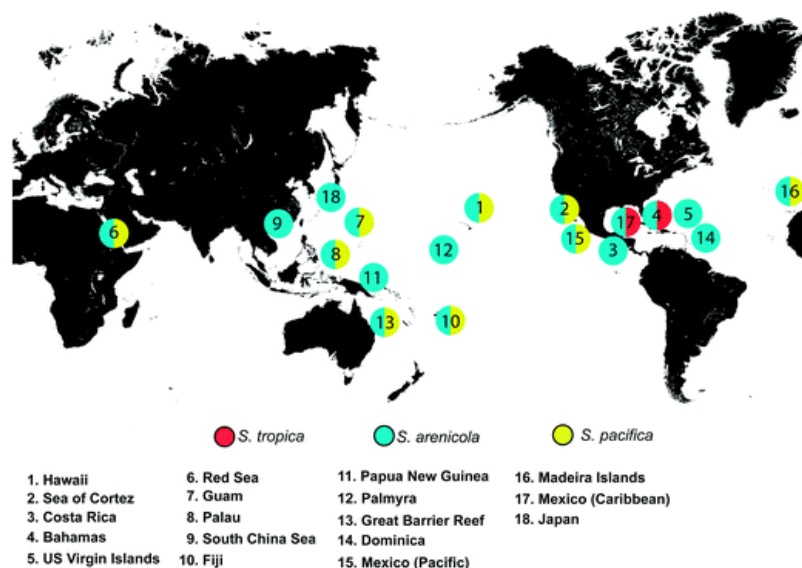 18
16
1
2
17
4
5
9
7
6
15
14
8
12
3
11
13
10
S. tropica
S. arenicola
S. pacifica
1. Hawaii
2. Sea of Cortez
3. Costa Rica
4. Bahamas
5. US Virgin Islands
6. Red Sea
7. Guam
8. Palau
9. South China Sea
10. Fiji
11. Papua New Guinea
12. Palmyra
13. Great Barrier Reef
14. Dominica
15. Mexico (Pacific)
16. Madeira Islands
17. Mexico (Caribbean)
18. Japan